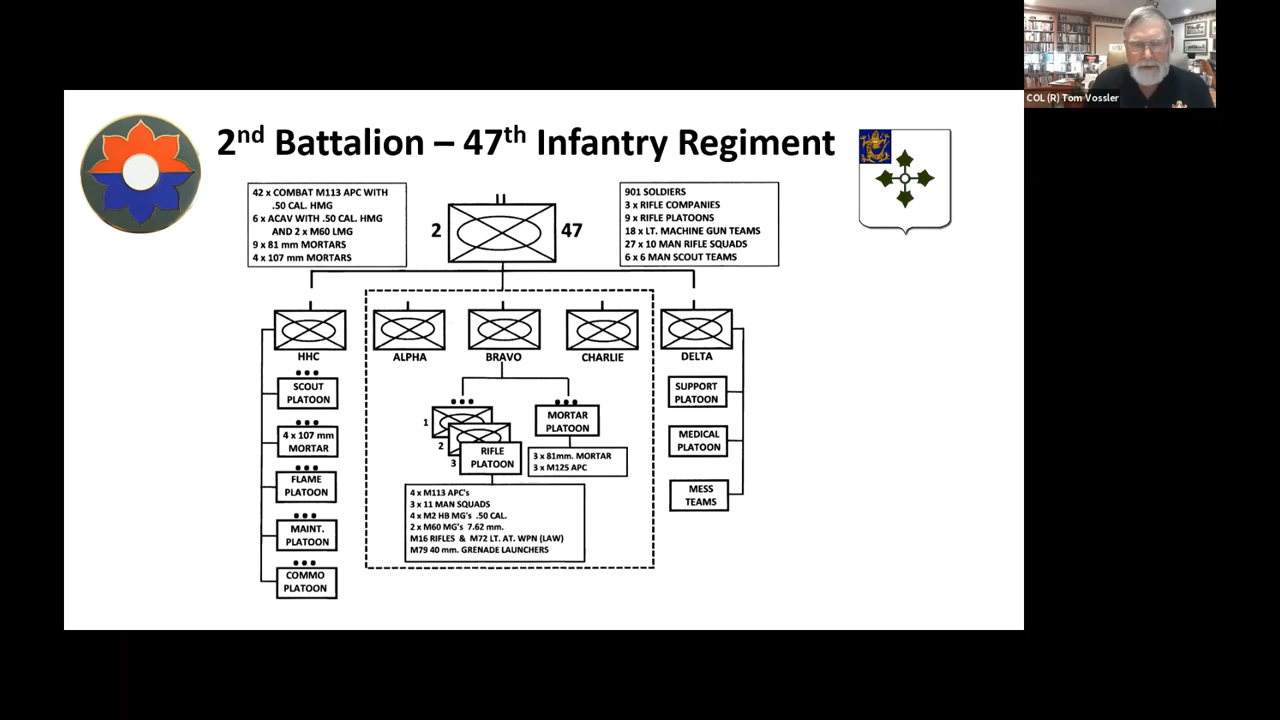 COL (R) Tom Vossler
2nd Battalion – 47th Infantry Regiment
42 x COMBAT M113 APC WITH
.50 CAL. HMG
6 x ACAV WITH .50 CAL. HMG
AND 2 x M60 LMG
9 x 81 mm MORTARS
4 x 107 mm MORTARS
2
47
901 SOLDIERS
3 x RIFLE COMPANIES
9 x RIFLE PLATOONS
18 x LT. MACHINE GUN TEAMS
27 x 10 MAN RIFLE SQUADS
6 x 6 MAN SCOUT TEAMS
HHC
ALPHA
BRAVO
CHARLIE
DELTA
SCOUT
PLATOON
4 x 107 mm
MORTAR
FLAME
PLATOON
MAINT.
PLATOON
COMMO
PLATOON
1
2
3
RIFLE
PLATOON
MORTAR
PLATOON
3 x 81mm. MORTAR
3 x M125 APC
4 x M113 APC's
3 x 11 MAN SQUADS
4 x M2 HB MG's .50 CAL.
2 x M60 MG's 7.62 mm.
M16 RIFLES & M72 LT. AT. WPN (LAW)
M79 40 mm. GRENADE LAUNCHERS
SUPPORT
PLATOON
MEDICAL
PLATOON
MESS
TEAMS